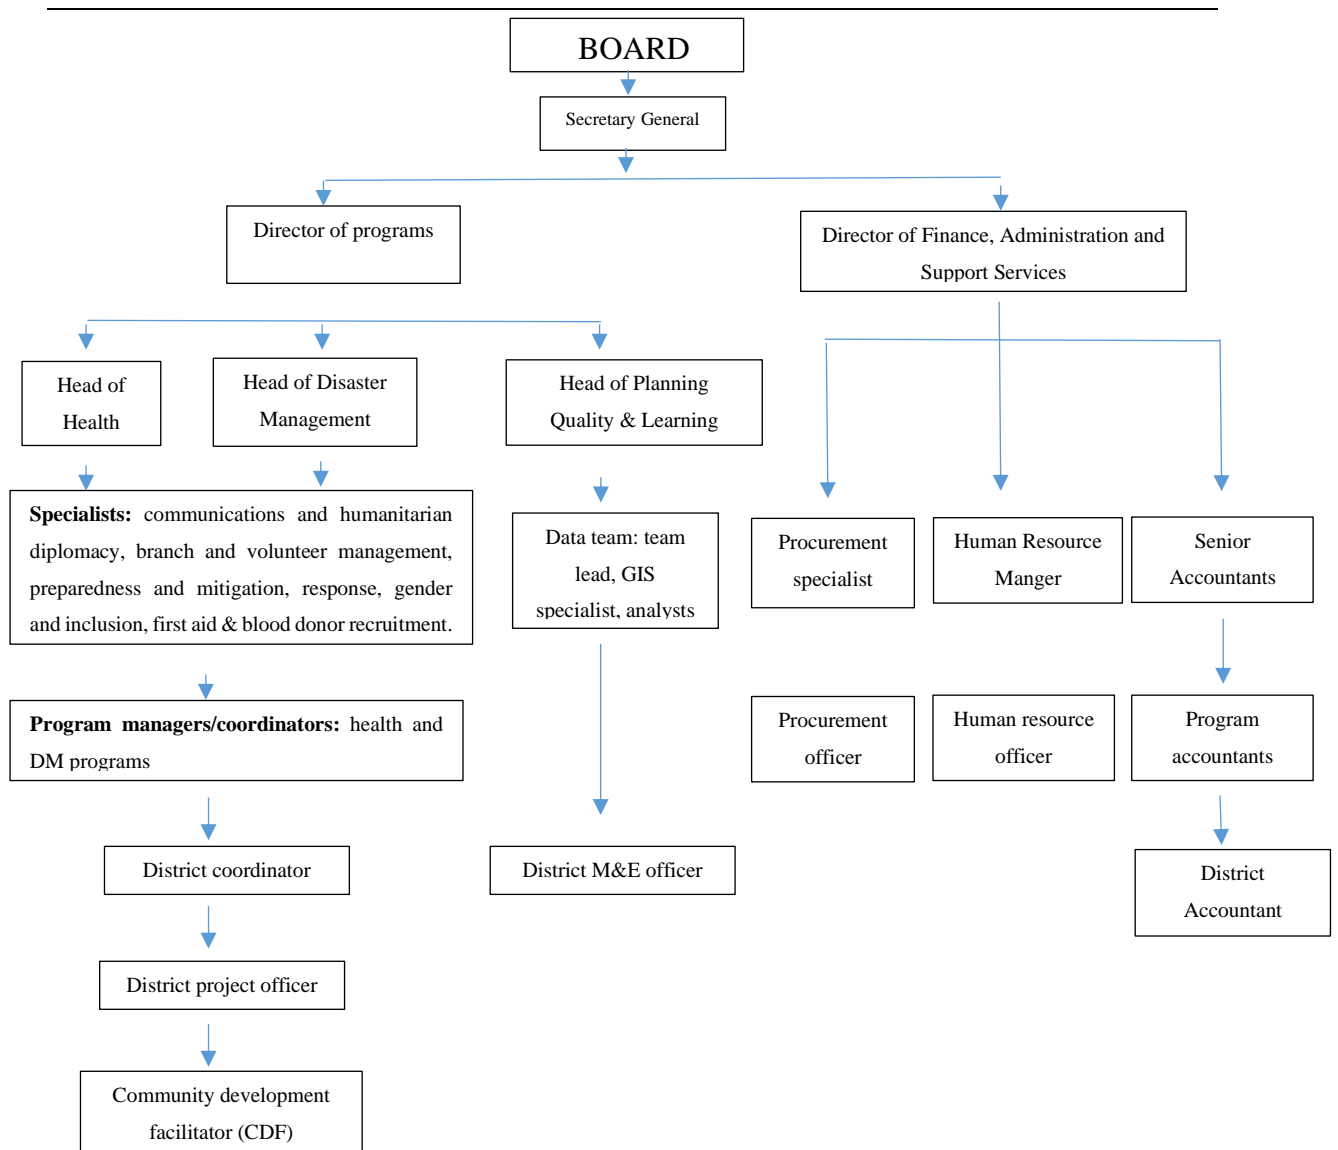 BOARD
Secretary General
Director of programs
Director of Finance, Administration and
Support Services
Head of
Health
Head of Disaster
Management
Head of Planning
Quality & Learning
Specialists: communications and humanitarian
diplomacy, branch and volunteer management,
preparedness and mitigation, response, gender
and inclusion, first aid & blood donor recruitment.
Data team: team
lead, GIS
specialist, analysts
Procurement
specialist
Human Resource
Manger
Senior
Accountants
Program managers/coordinators: health and
DM programs
Procurement
officer
Human resource
officer
Program
accountants
District coordinator
District M&E officer
District
Accountant
District project officer
Community development
facilitator (CDF)